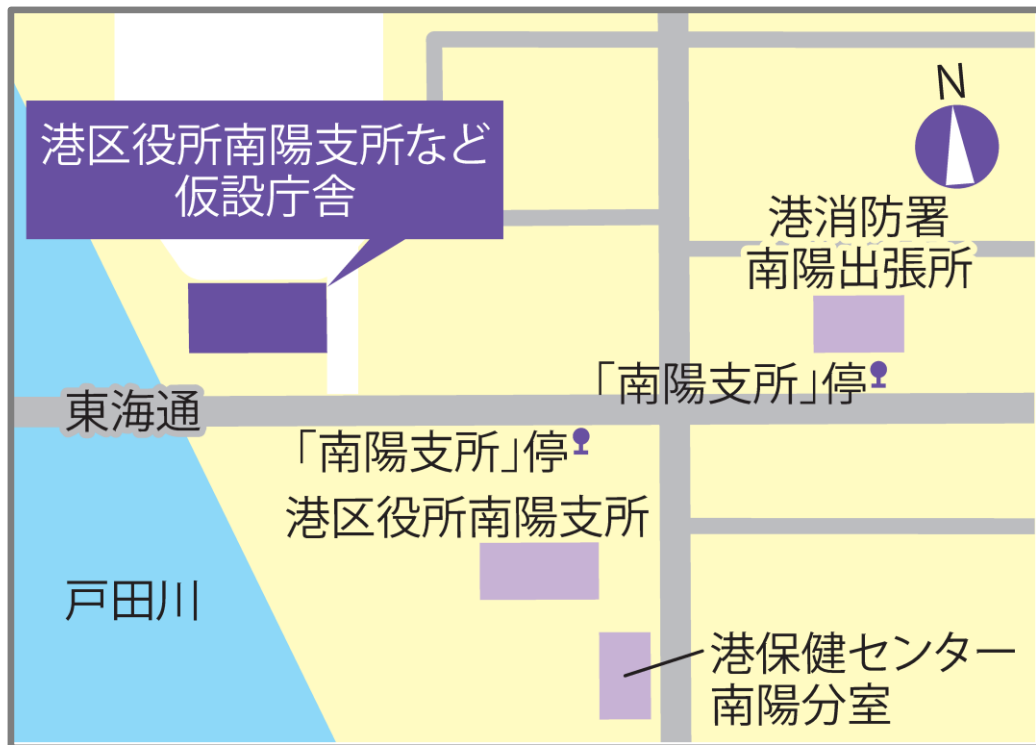 N
港区役所南陽支所など
仮設庁舎
港消防署
南陽出張所
「南陽支所」停
東海通
「南陽支所」停
港区役所南陽支所
戸田川
港保健センター
南陽分室